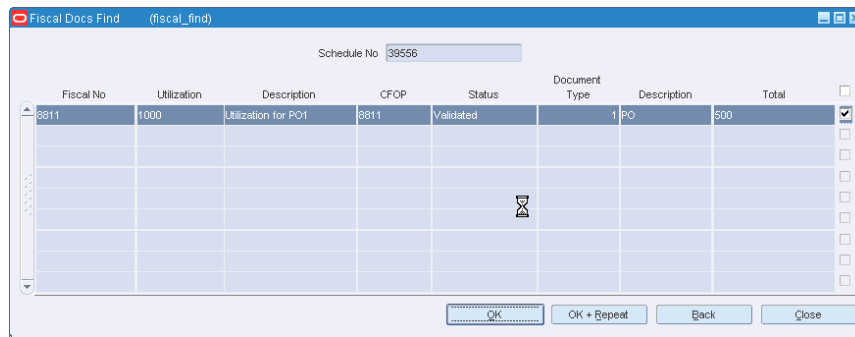 Fiscal Docs Find (fiscal_find)
Schedule No 39556
Fiscal No Utilization Description CFOP Status Document Type Description Total
8811 1000 Utilization for PO1 8811 Validated 1 PO 500
OK OK + Repeat Back Close